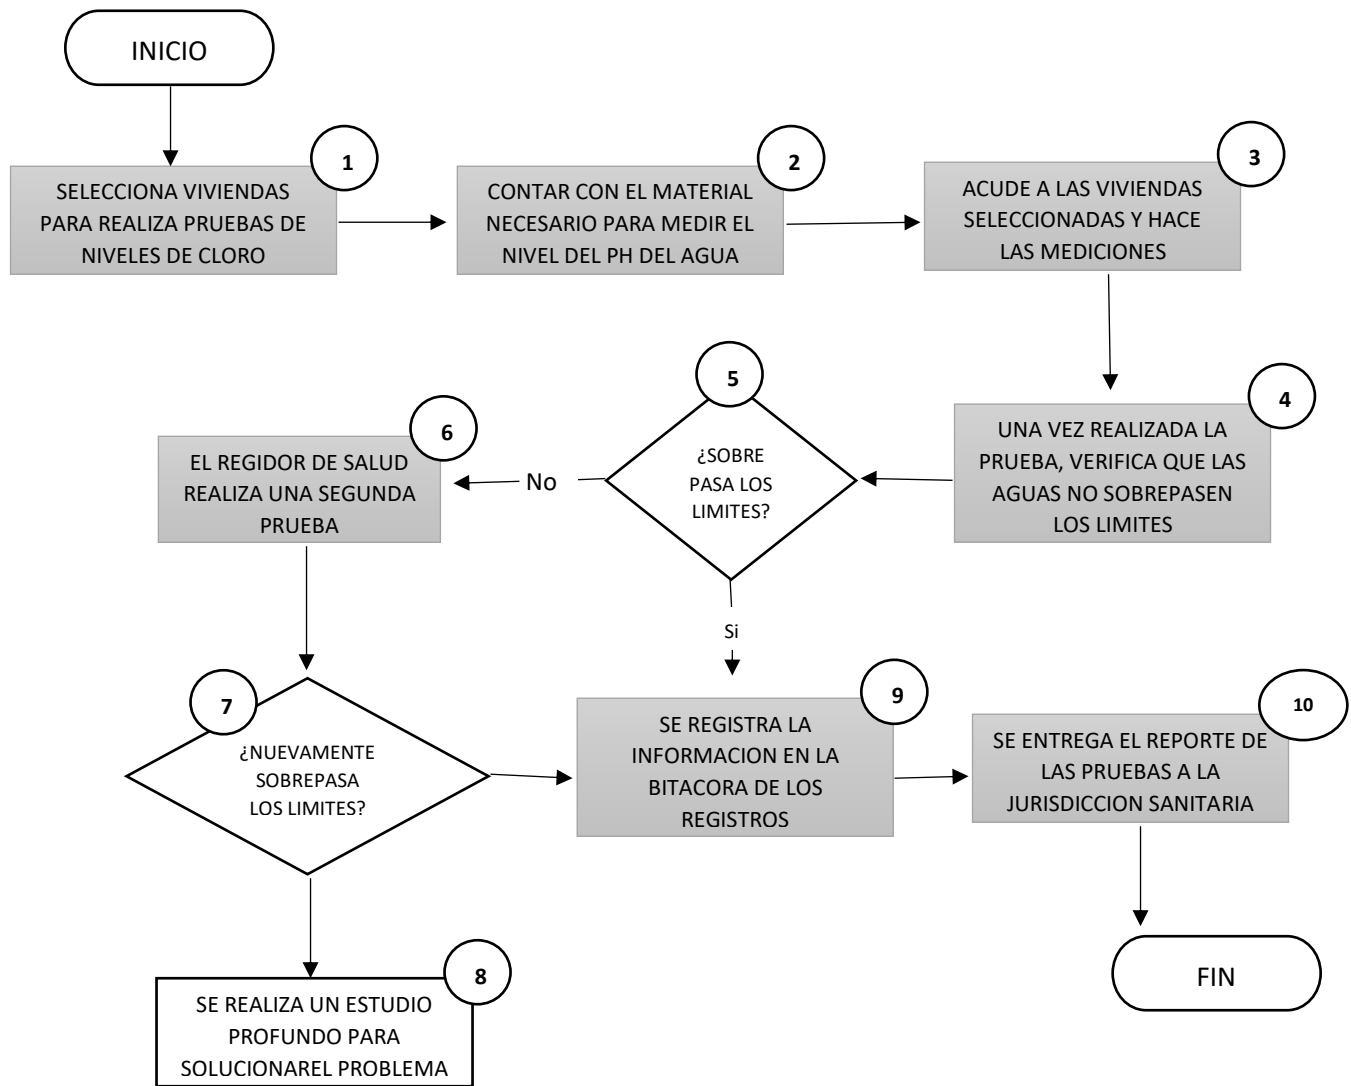 INICIO
1
SELECCIONA VIVIENDAS
PARA REALIZA PRUEBAS DE
NIVELES DE CLORO
2
CONTAR CON EL MATERIAL
NECESARIO PARA MEDIR EL
NIVEL DEL PH DEL AGUA
3
ACUDE A LAS VIVIENDAS
SELECCIONADAS Y HACE
LAS MEDICIONES
4
UNA VEZ REALIZADA LA
PRUEBA, VERIFICA QUE LAS
AGUAS NO SOBREPASEN
LOS LIMITES
5
¿SOBRE
PASA LOS
LIMITES?
No
Si
6
EL REGIDOR DE SALUD
REALIZA UNA SEGUNDA
PRUEBA
7
¿NUEVAMENTE
SOBREPASA
LOS LIMITES?
8
SE REALIZA UN ESTUDIO
PROFUNDO PARA
SOLUCIONAREL PROBLEMA
9
SE REGISTRA LA
INFORMACION EN LA
BITACORA DE LOS
REGISTROS
10
SE ENTREGA EL REPORTE DE
LAS PRUEBAS A LA
JURISDICCION SANITARIA
FIN